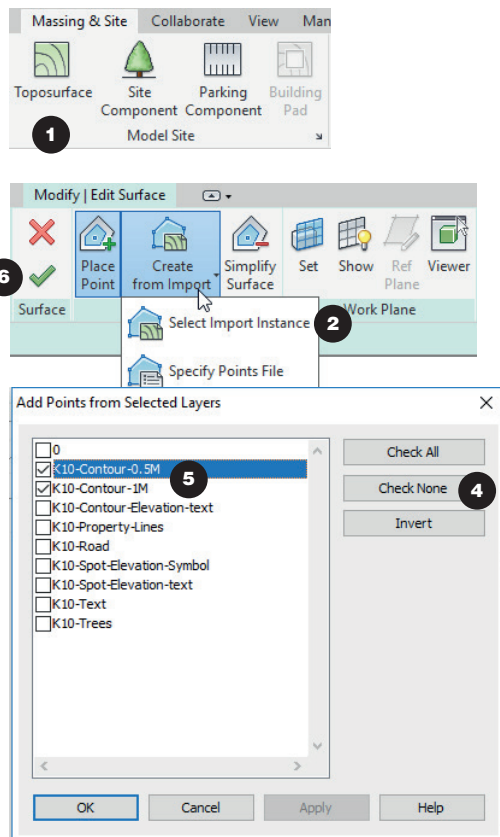 Massing & Site Collaborate View Man
Toposurface Site Component Parking Component Building Pad
1
Model Site
Modify | Edit Surface
6
Place Point Create from Import Simplify Surface Set Show Ref Plane Viewer
Surface Work Plane
Select Import Instance 2
Specify Points File
Add Points from Selected Layers
0
K10-Contour-0.5M 5
K10-Contour-1M
K10-Contour-Elevation-text
K10-Property-Lines
K10-Road
K10-Spot-Elevation-Symbol
K10-Spot-Elevation-text
K10-Text
K10-Trees
Check All
Check None 4
Invert
OK Cancel Apply Help